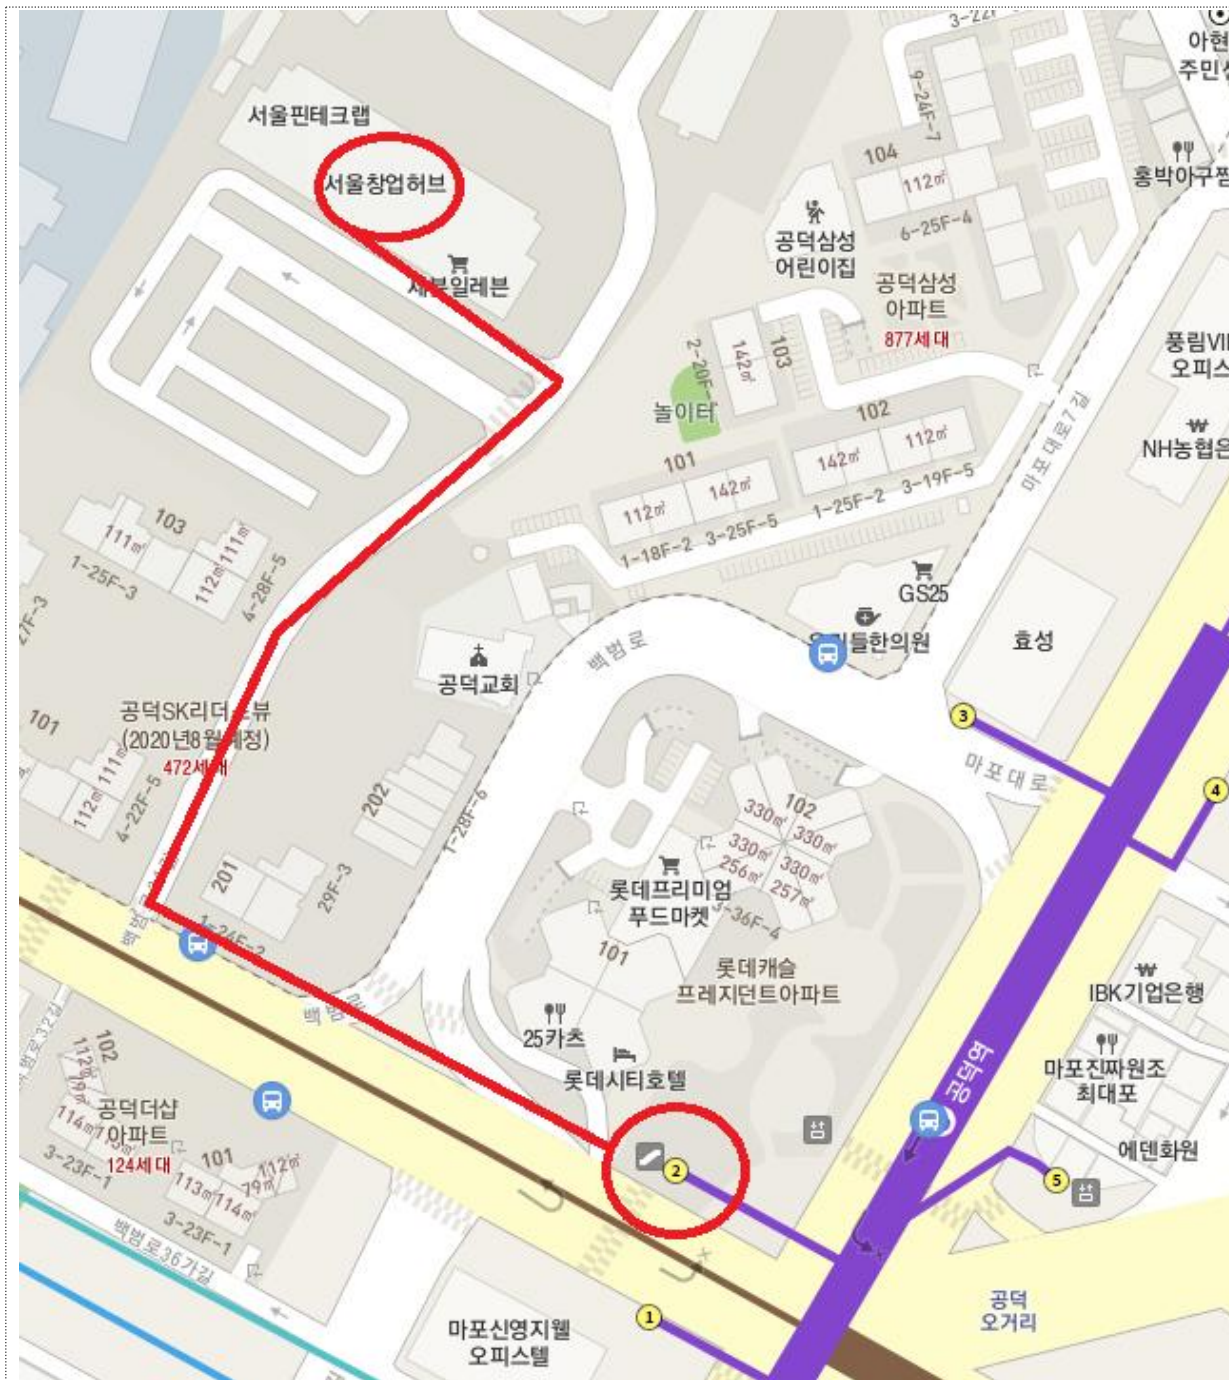 3-22F
아현
주민
서울핀테크랩
9-24F-7
서울창업허브
104
112㎡
홍박아구찜
6-25F-4
공덕삼성
어린이집
세븐일레븐
공덕삼성
아파트
877세대
풍림VI
오피스
142㎡
103
2-20F-
놀이터
102
마포대로7길
NH농협은
101
142㎡
112㎡
112㎡
142㎡
1-25F-2
3-19F-5
1-18F-2
3-25F-5
103
111㎡
111㎡
112㎡
1-25F-3
4-28F-5
27F-3
GS25
백범로
효성
공덕교회
3
101
공덕SK리더
뷰
(2020년8월예정)
472세대
마포대로
4
111㎡
112㎡
4-22F-5
202
1-28F-6
102
330㎡
330㎡
330㎡
330㎡
256㎡
257㎡
201
29F-3
롯데프리미엄
푸드마켓
3-36F-4
101
롯데캐슬
프레지던트아파트
IBK기업은행
25카츠
롯데시티호텔
공덕역
마포진짜원조
최대포
102
112㎡
79㎡
114㎡
공덕더샵
아파트
124세대
101
112㎡
79㎡
113㎡
114㎡
3-23F-1
3-23F-1
에덴화원
2
5
백범로36가길
1
공덕
오거리
마포신영지웰
오피스텔